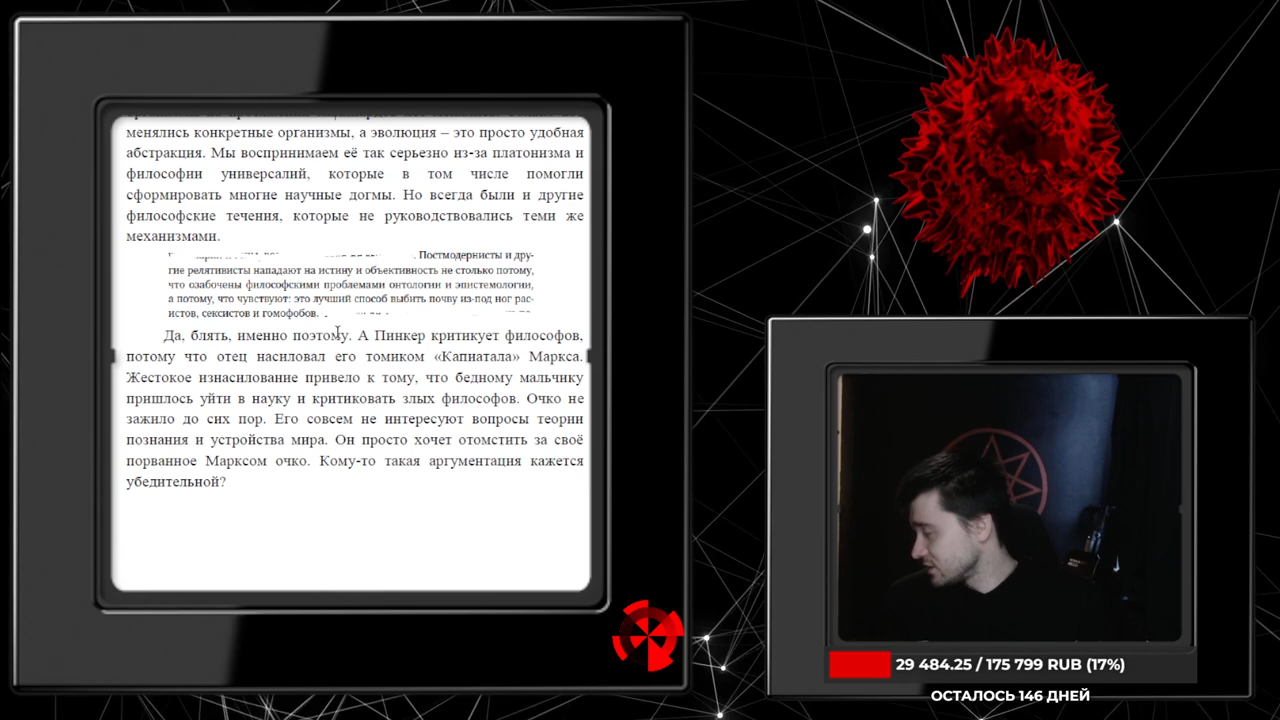 менялись конкретные организмы, а эволюция – это просто удобная
абстракция. Мы воспринимаем её так серьезно из-за платонизма и
философии универсалий, которые в том числе помогли
сформировать многие научные догмы. Но всегда были и другие
философские течения, которые не руководствовались теми же
механизмами.
Постмодернисты и дру-
гие релятивисты нападают на истину и объективность не столько потому,
что озабочены философскими проблемами онтологии и эпистемологии,
а потому, что чувствуют: это лучший способ выбить почву из-под ног рас-
истов, сексистов и гомофобов.
Да, блять, именно поэтому. А Пинкер критикует философов,
потому что отец насиловал его томиком «Капиатала» Маркса.
Жестокое изнасилование привело к тому, что бедному мальчику
пришлось уйти в науку и критиковать злых философов. Очко не
зажило до сих пор. Его совсем не интересуют вопросы теории
познания и устройства мира. Он просто хочет отомстить за своё
порванное Марксом очко. Кому-то такая аргументация кажется
убедительной?
29 484.25 / 175 799 RUB (17%)
ОСТАЛОСЬ 146 ДНЕЙ